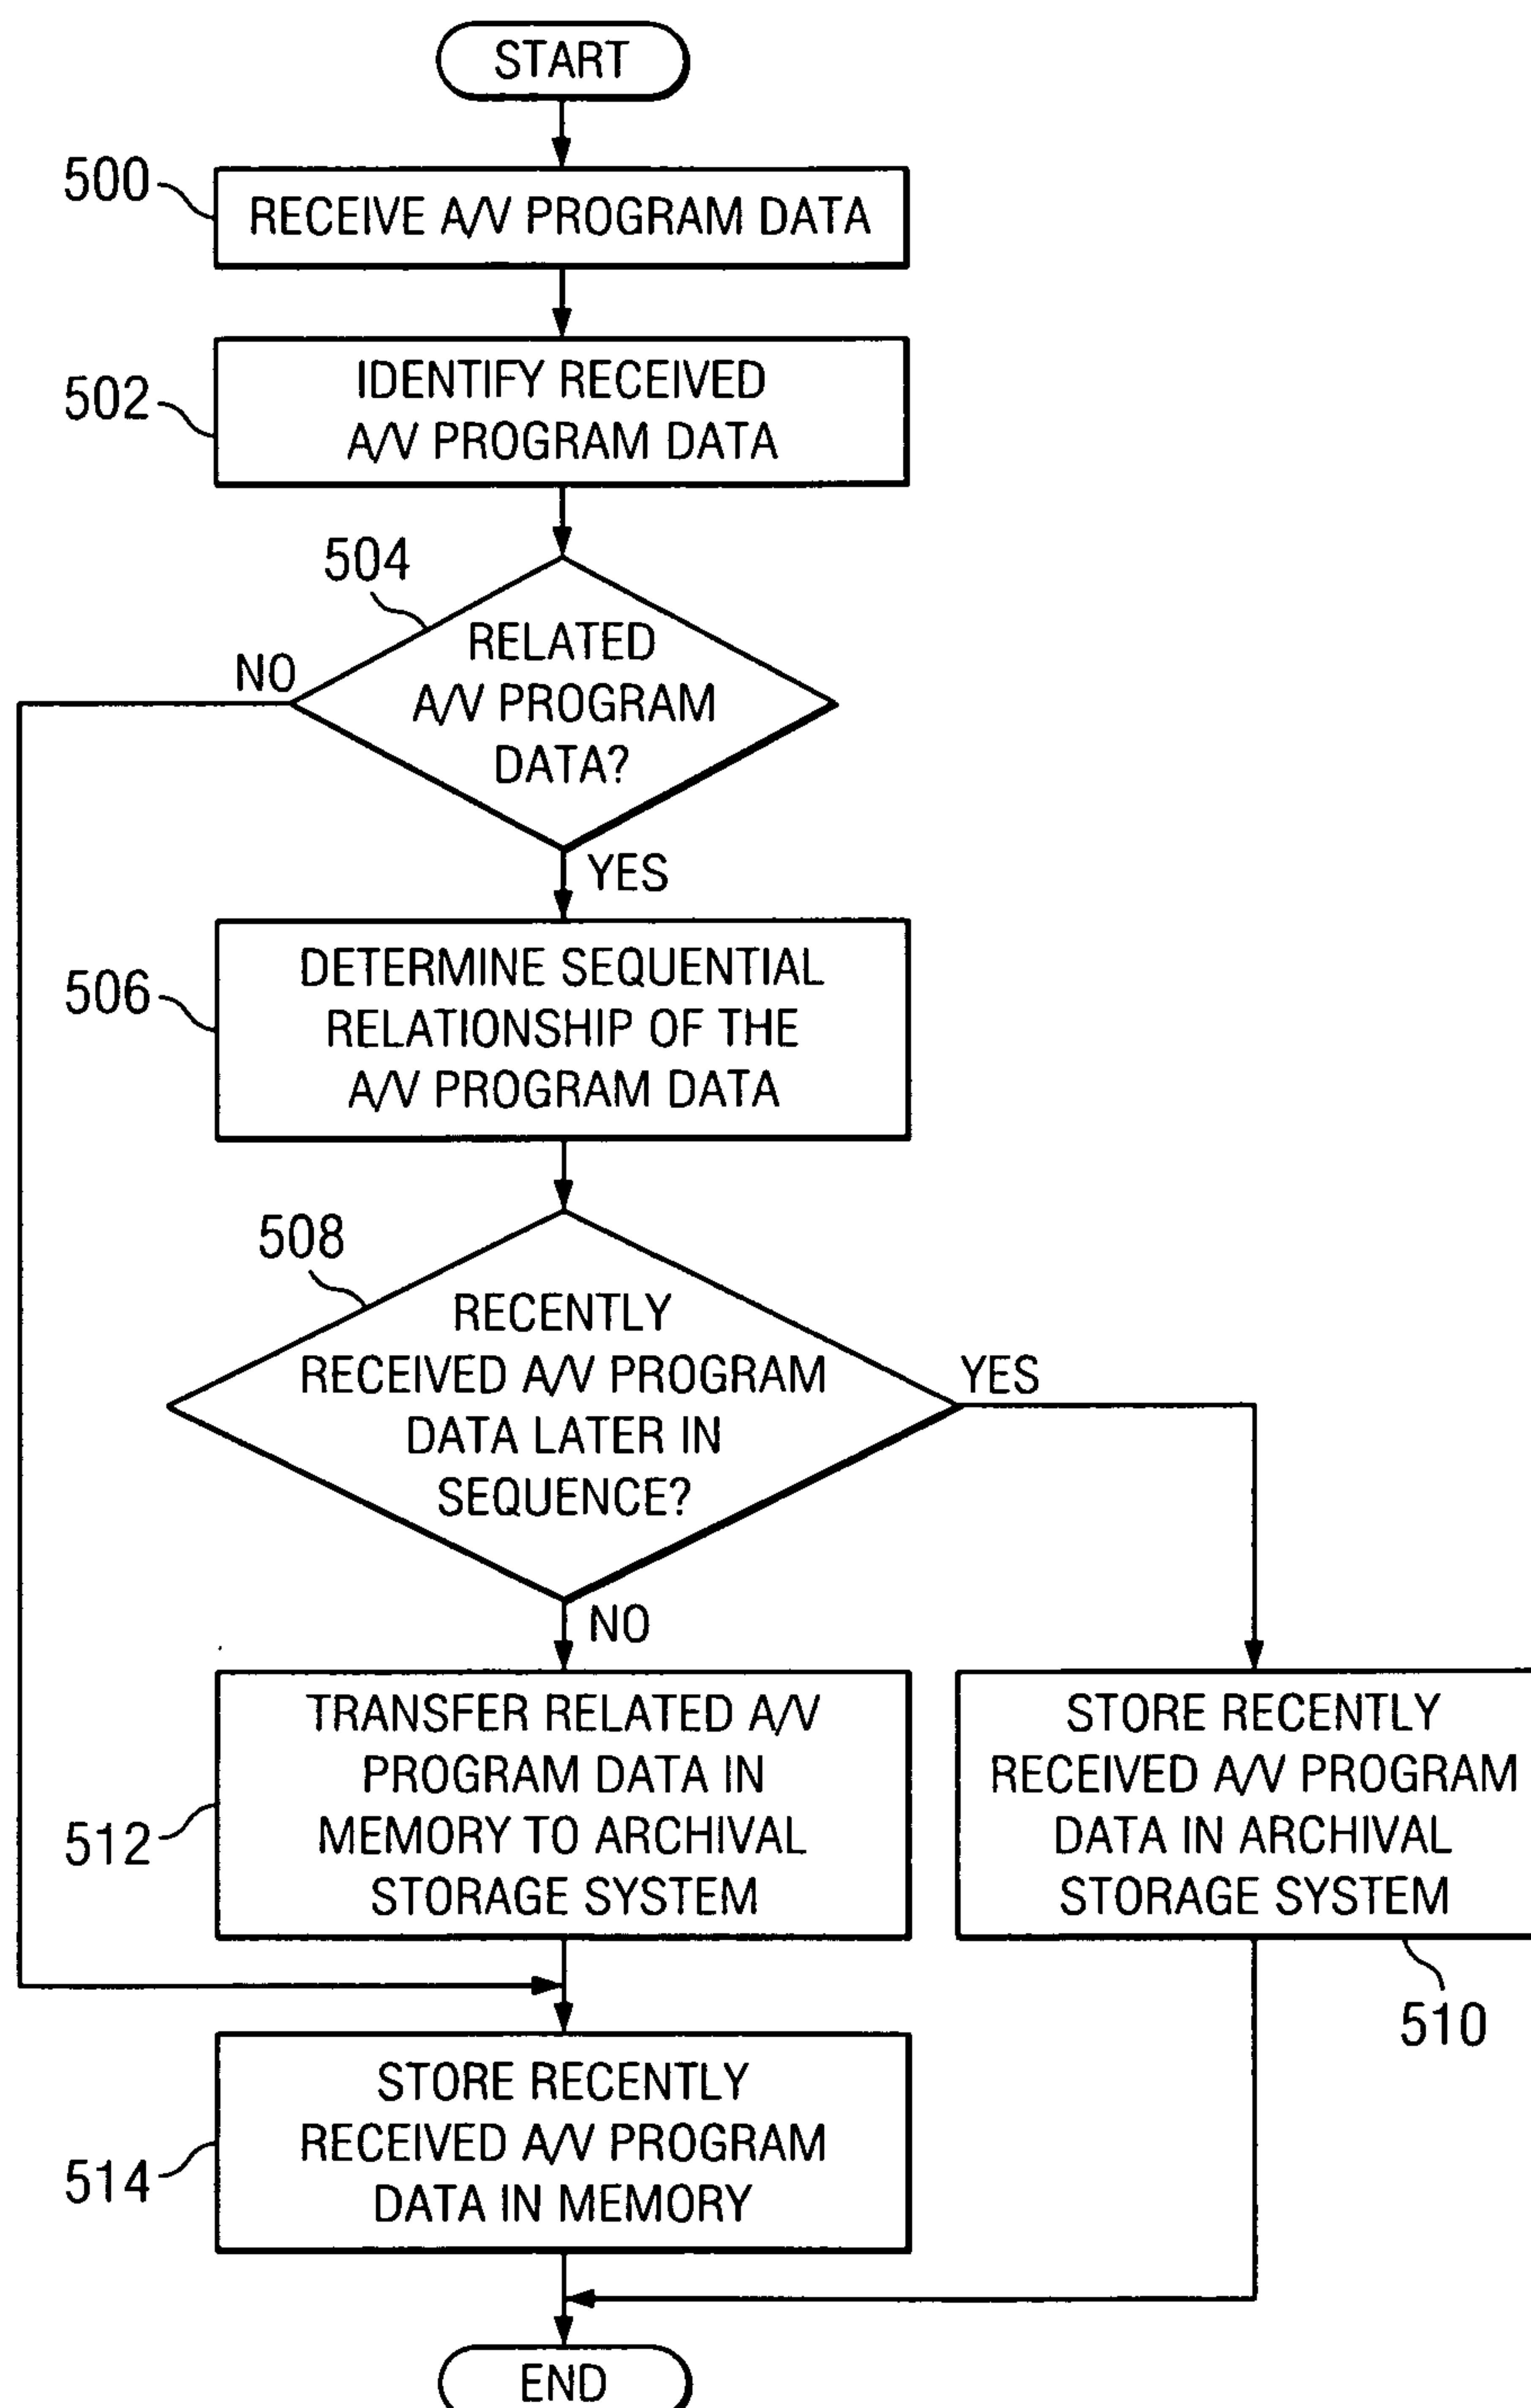 START
500
RECEIVE A/V PROGRAM DATA
502
IDENTIFY RECEIVED
A/V PROGRAM DATA
504
RELATED
A/V PROGRAM
DATA?
NO
YES
506
DETERMINE SEQUENTIAL
RELATIONSHIP OF THE
A/V PROGRAM DATA
508
RECENTLY
RECEIVED A/V PROGRAM
DATA LATER IN
SEQUENCE?
YES
NO
512
TRANSFER RELATED A/V
PROGRAM DATA IN
MEMORY TO ARCHIVAL
STORAGE SYSTEM
STORE RECENTLY
RECEIVED A/V PROGRAM
DATA IN ARCHIVAL
STORAGE SYSTEM
510
514
STORE RECENTLY
RECEIVED A/V PROGRAM
DATA IN MEMORY
END